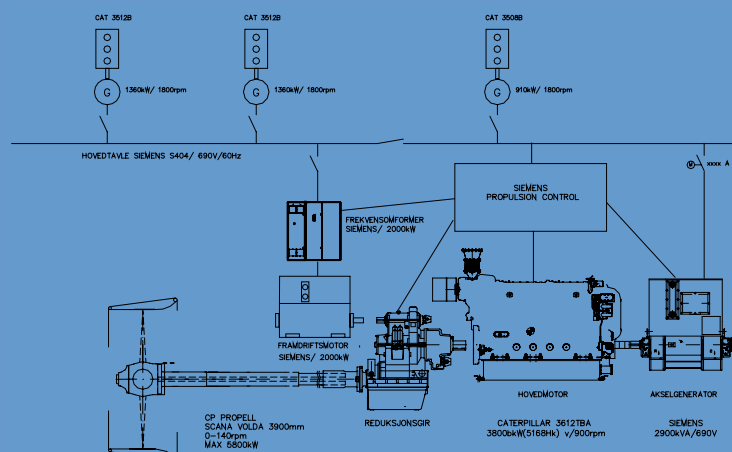 CAT 3512B
CAT 3512B
CAT 3508B
G
1360kW/ 1800rpm
G
1360kW/ 1800rpm
G
910kW/ 1800rpm
HOVEDTAVLE SIEMENS S404/ 690V/60Hz
M
xxxx A
SIEMENS
PROPULSION CONTROL
FREKVENSOMFORMER
SIEMENS/ 2000kW
FRAMDRIFTSMOTOR
SIEMENS/ 2000kW
HOVEDMOTOR
AKSELGENERATOR
CP PROPELL
SCANA VOLDA 3900mm
0-140rpm
MAX 5800kW
REDUKSJONSGIR
CATERPILLAR 3612TBA
3800bkW(5168Hk) v/900rpm
SIEMENS
2900kVA/690V